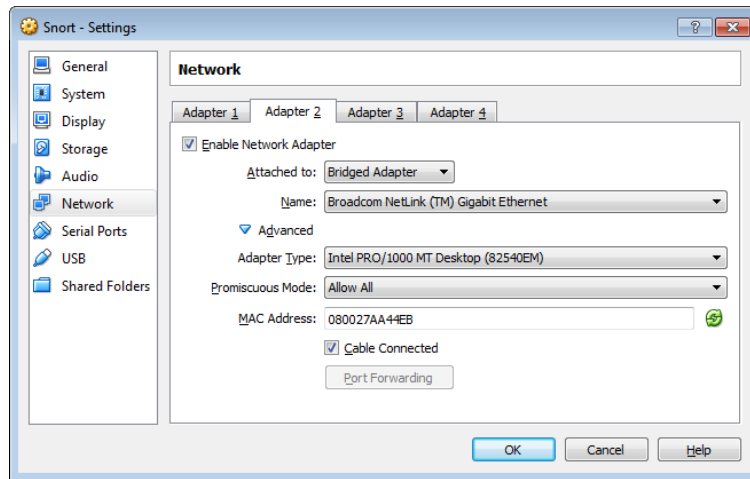 Snort - Settings
General
System
Display
Storage
Audio
Network
Serial Ports
USB
Shared Folders
Network
Adapter 1 Adapter 2 Adapter 3 Adapter 4
Enable Network Adapter
Attached to: Bridged Adapter
Name: Broadcom NetLink (TM) Gigabit Ethernet
Advanced
Adapter Type: Intel PRO/1000 MT Desktop (82540EM)
Promiscuous Mode: Allow All
MAC Address: 080027AA44EB
Cable Connected
Port Forwarding
OK Cancel Help